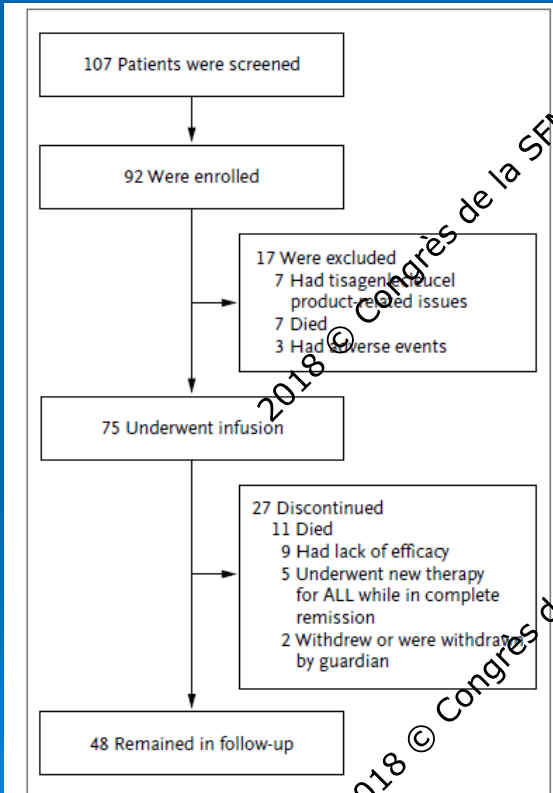 107 Patients were screened
92 Were enrolled
17 Were excluded
7 Had tisagenlecleucel
product-related issues
7 Died
3 Had adverse events
75 Underwent infusion
27 Discontinued
11 Died
9 Had lack of efficacy
5 Underwent new therapy
for ALL while in complete
remission
2 Withdrew or were withdrawn
by guardian
48 Remained in follow-up
2018 © Congrès de la SFM
2018 © Congrès d